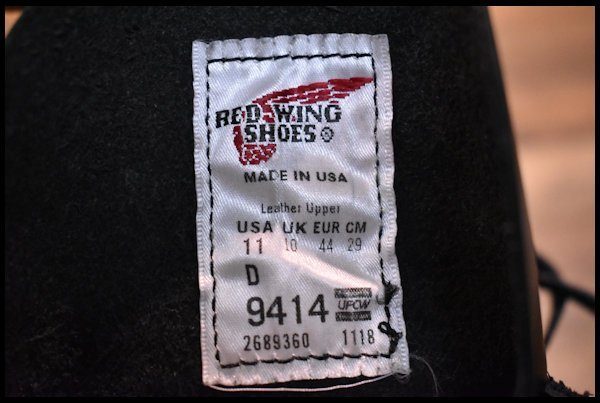 RED WING
SHOES ®
MADE IN USA
Leather Upper
USA UK EUR CM
11 10 44 29
D
9414 UFCW
2689360 1118